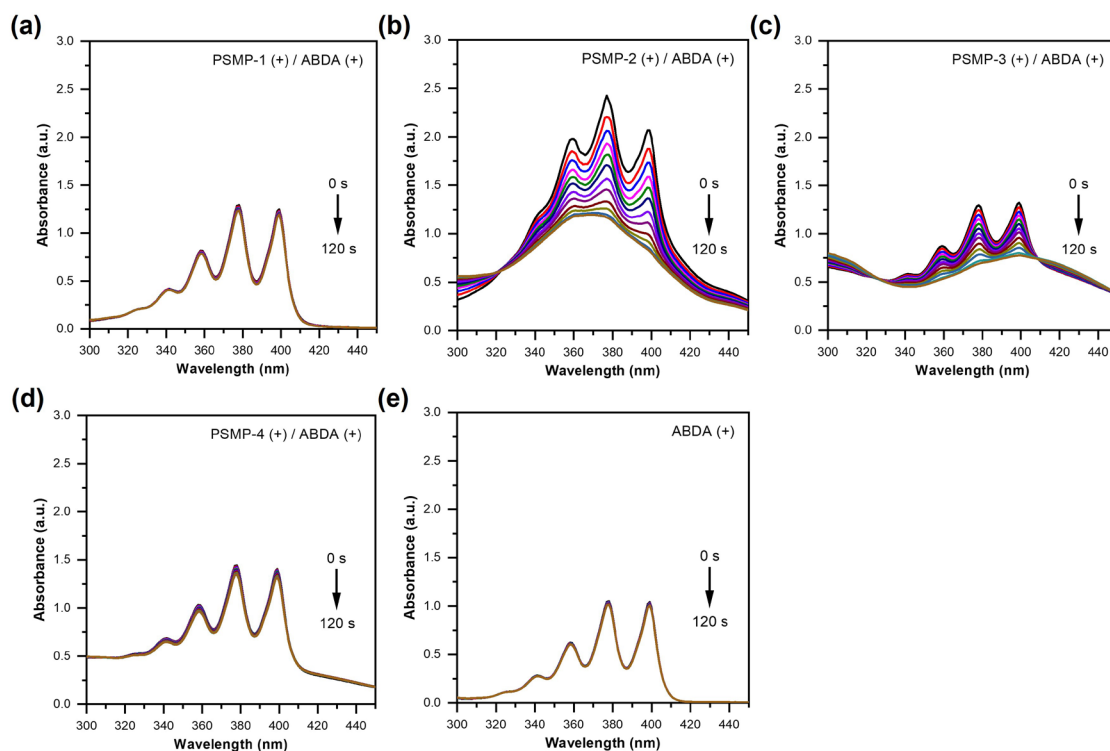 (a)
PSMP-1 (+) / ABDA (+)
Absorbance (a.u.)
3.0
2.5
2.0
1.5
1.0
0.5
0.0
0 s
120 s
300 320 340 360 380 400 420 440
Wavelength (nm)
(b)
PSMP-2 (+) / ABDA (+)
Absorbance (a.u.)
3.0
2.5
2.0
1.5
1.0
0.5
0.0
0 s
120 s
300 320 340 360 380 400 420 440
Wavelength (nm)
(c)
PSMP-3 (+) / ABDA (+)
Absorbance (a.u.)
3.0
2.5
2.0
1.5
1.0
0.5
0.0
0 s
120 s
300 320 340 360 380 400 420 440
Wavelength (nm)
(d)
PSMP-4 (+) / ABDA (+)
Absorbance (a.u.)
3.0
2.5
2.0
1.5
1.0
0.5
0.0
0 s
120 s
300 320 340 360 380 400 420 440
Wavelength (nm)
(e)
ABDA (+)
Absorbance (a.u.)
3.0
2.5
2.0
1.5
1.0
0.5
0.0
0 s
120 s
300 320 340 360 380 400 420 440
Wavelength (nm)